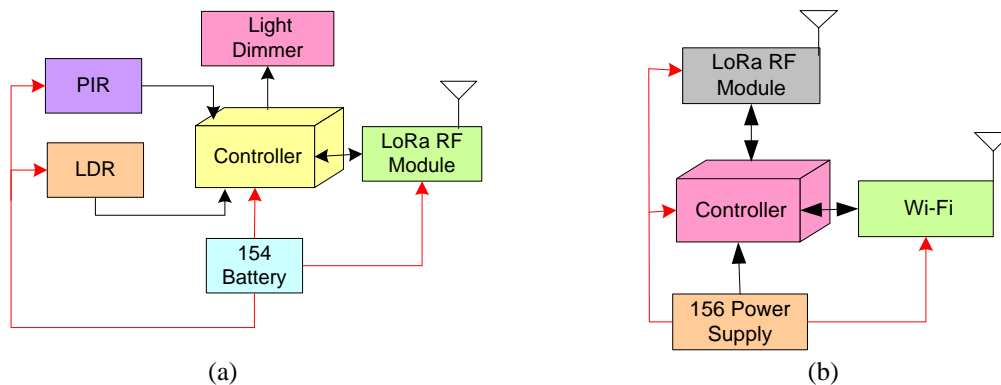 Light
Dimmer
PIR
LDR
Controller
LoRa RF
Module
154
Battery
(a)
LoRa RF
Module
Controller
Wi-Fi
156 Power
Supply
(b)